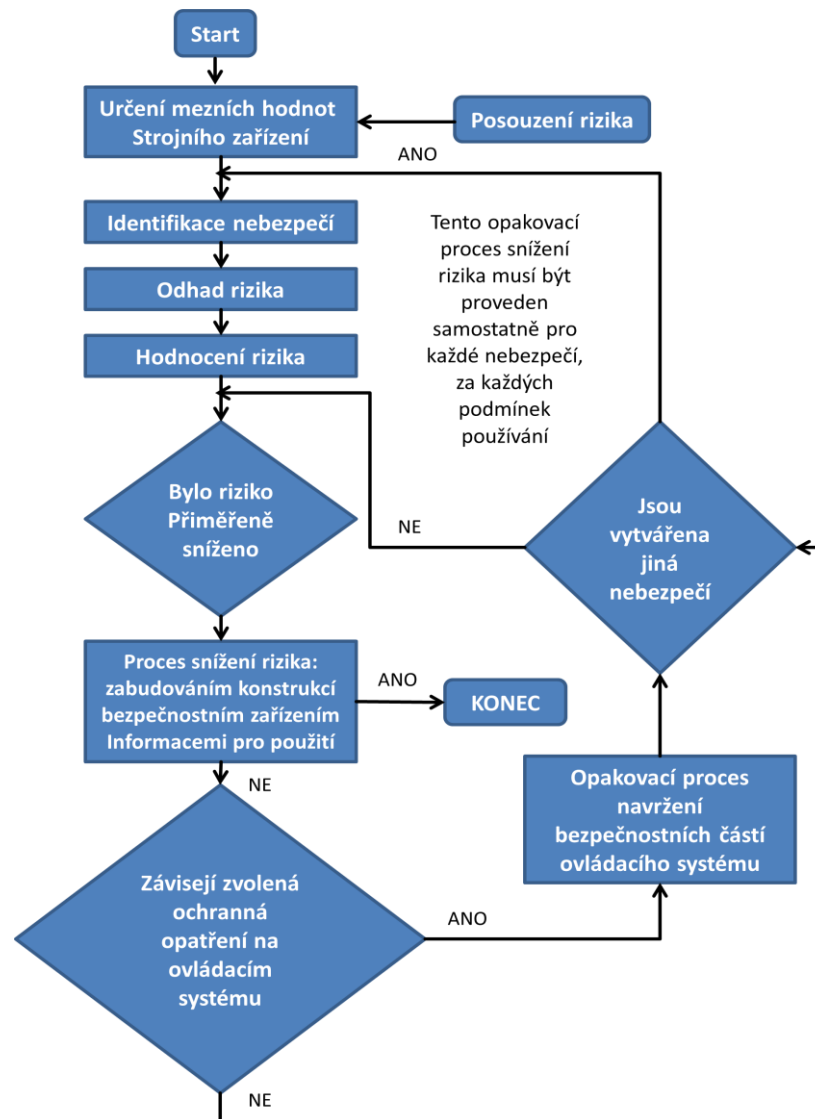 Start
Určení mezních hodnot
Strojního zařízení
Posouzení rizika
ANO
Identifikace nebezpečí
Odhad rizika
Hodnocení rizika
Tento opakovací
proces snížení
rizika musí být
proveden
samostatně pro
každé nebezpečí,
za každých
podmínek
používání
Bylo riziko
Přiměřeně
sníženo
NE
Jsou
vytvářena
jiná
nebezpečí
Proces snížení rizika:
zabudováním konstrukcí
bezpečnostním zařízením
Informacemi pro použití
ANO
KONEC
NE
Opakovací proces
navržení
bezpečnostních částí
ovládacího systému
Závisejí zvolená
ochranná
opatření na
ovládacím
systému
ANO
NE